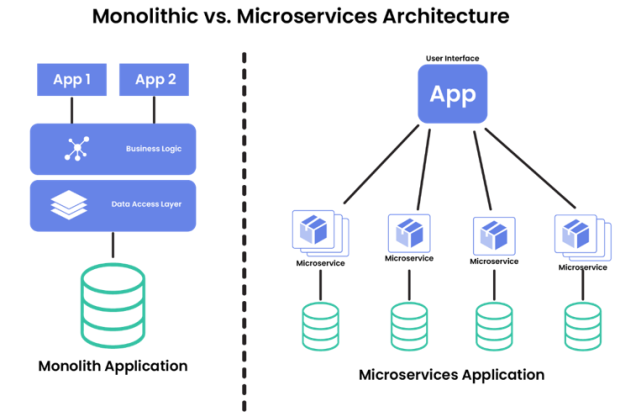 Monolithic vs. Microservices Architecture
App 1
App 2
Business Logic
Data Access Layer
Monolith Application
User Interface
App
Microservice
Microservice
Microservice
Microservice
Microservices Application